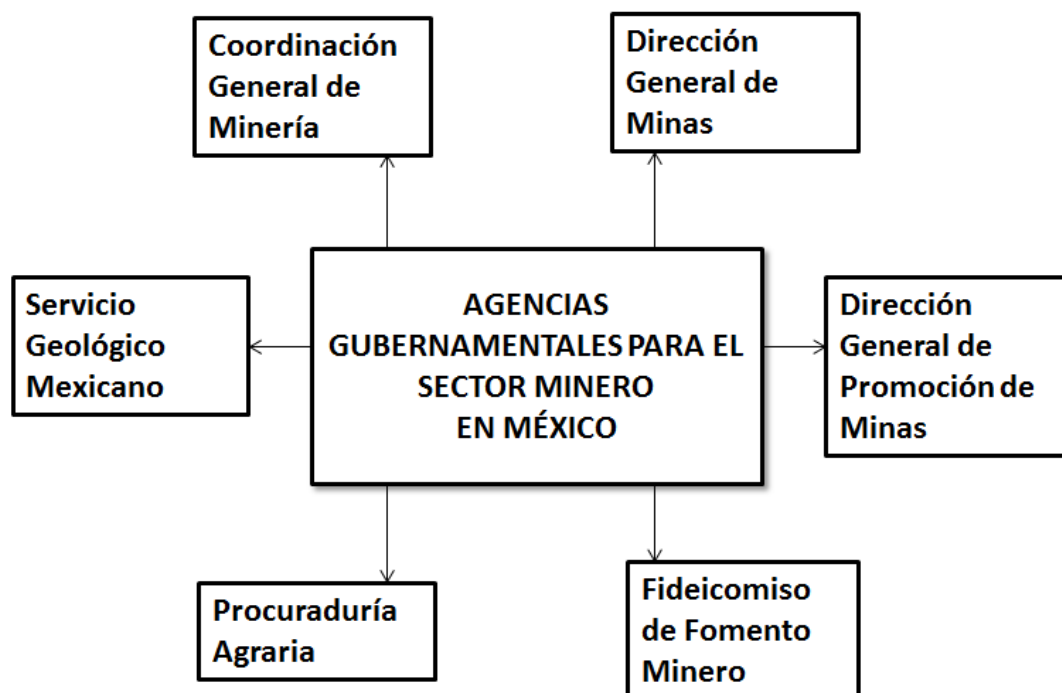 Coordinación
General de
Minería
Dirección
General de
Minas
Servicio
Geológico
Mexicano
AGENCIAS
GUBERNAMENTALES PARA EL
SECTOR MINERO
EN MÉXICO
Dirección
General de
Promoción de
Minas
Procuraduría
Agraria
Fideicomiso
de Fomento
Minero